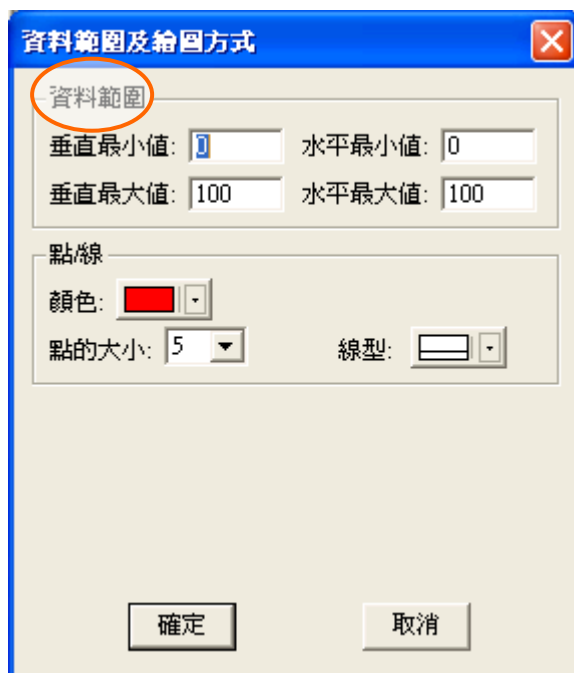 資料範圍及繪圖方式
資料範圍
垂直最小值: 0 水平最小值: 0
垂直最大值: 100 水平最大值: 100
點/線
顏色:
點的大小: 5 線型:
確定 取消